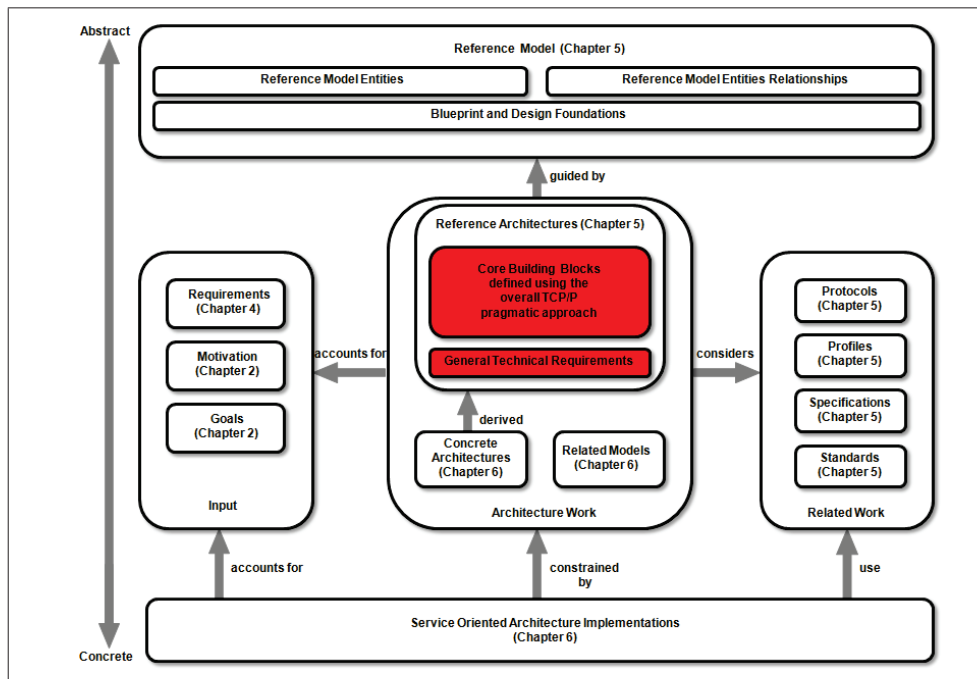 Abstract
Reference Model (Chapter 5)
Reference Model Entities
Reference Model Entities Relationships
Blueprint and Design Foundations
guided by
Reference Architectures (Chapter 5)
Core Building Blocks
defined using the
overall TCP/P
pragmatic approach
General Technical Requirements
derived
Concrete
Architectures
(Chapter 6)
Related Models
(Chapter 6)
Architecture Work
accounts for
Requirements
(Chapter 4)
Motivation
(Chapter 2)
Goals
(Chapter 2)
Input
considers
Protocols
(Chapter 5)
Profiles
(Chapter 5)
Specifications
(Chapter 5)
Standards
(Chapter 5)
Related Work
accounts for
constrained
by
use
Service Oriented Architecture Implementations
(Chapter 6)
Concrete